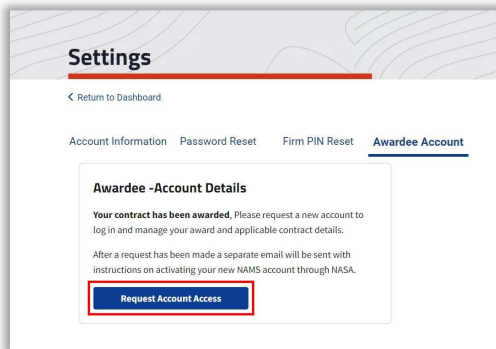 Settings
Return to Dashboard
Account Information Password Reset Firm PIN Reset Awardee Account
Awardee -Account Details
Your contract has been awarded, Please request a new account to
log in and manage your award and applicable contract details.
After a request has been made a separate email will be sent with
instructions on activating your new NAMS account through NASA.
Request Account Access